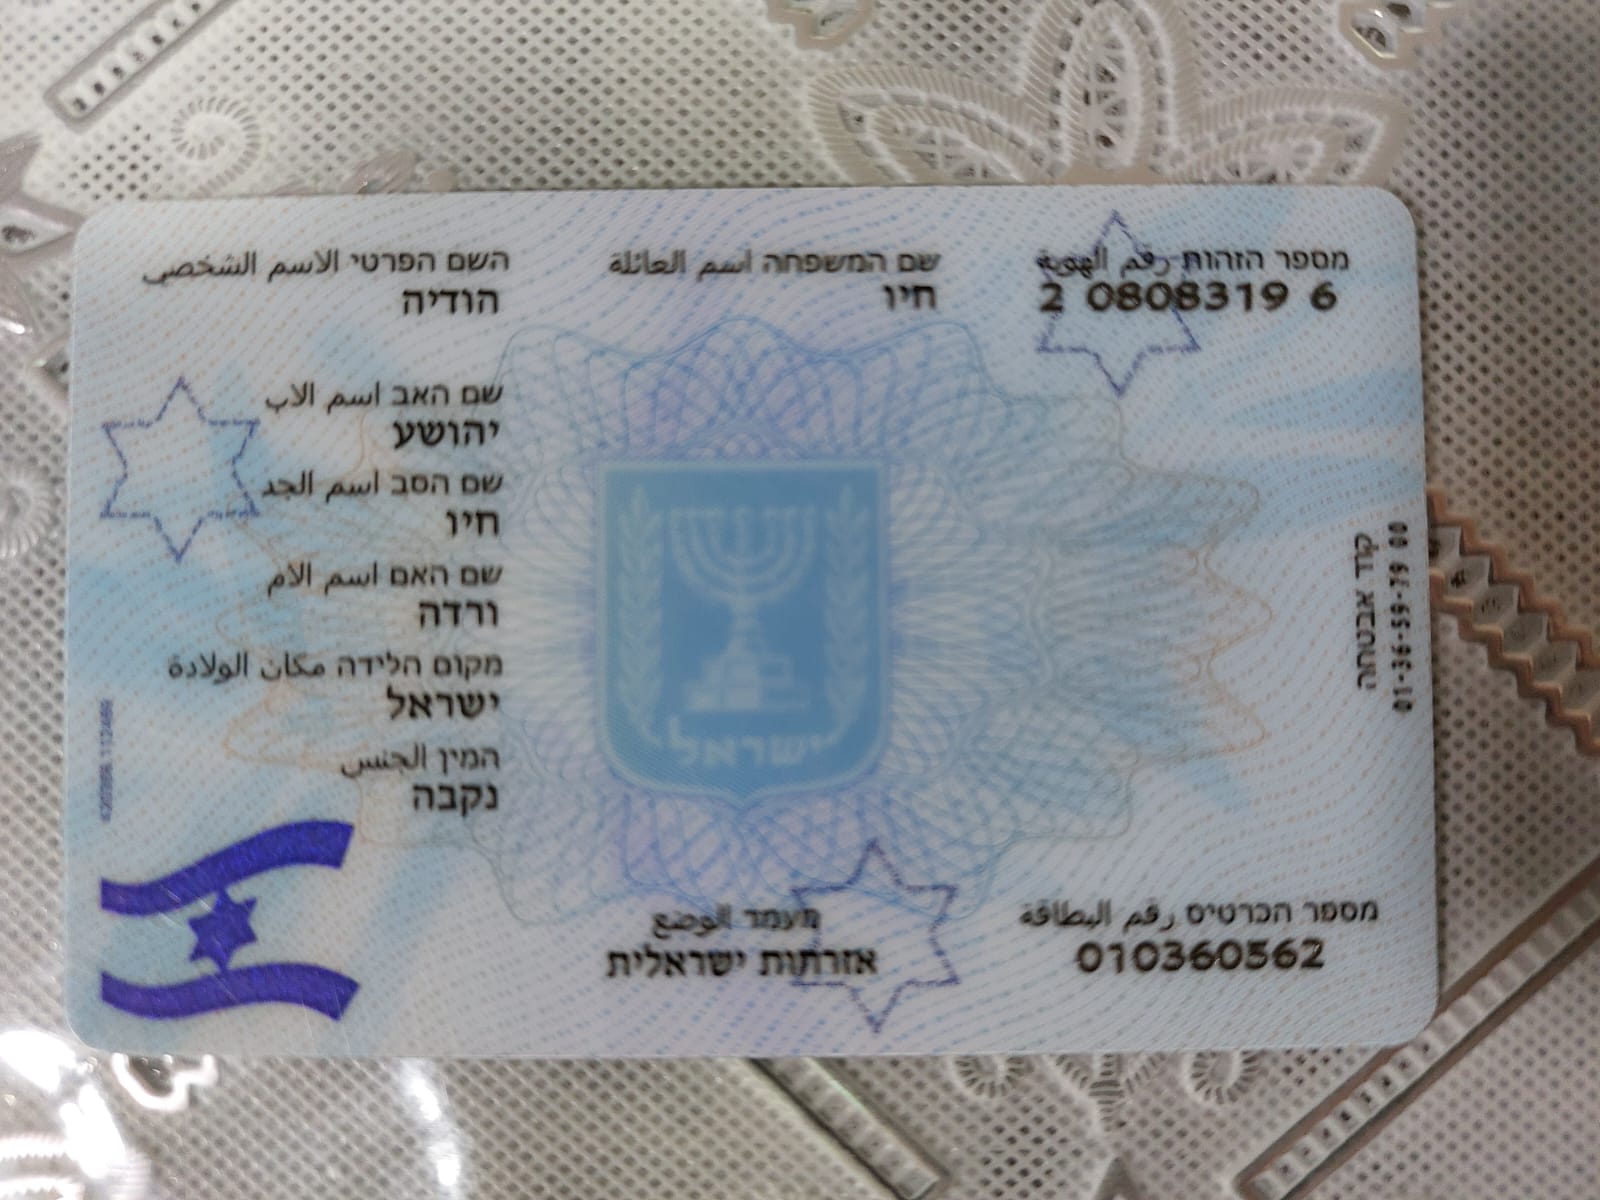 מספר הזהות رقم الهوية
2 0808319 6
שם המשפחה اسم العائلة
חיו
השם הפרטי الاسم الشخصي
הודיה
שם האב اسم الاب
יהושע
שם הסב اسم الجد
חיו
שם האם اسم الام
ורדה
מקום הלידה مكان الولادة
ישראל
המין الجنس
נקבה
ישראל
קוד אבטחה
01-36-59-79 00
מספר הכרטיס رقم البطاقة
010360562
מעמד الوضع
אזרחות ישראלית